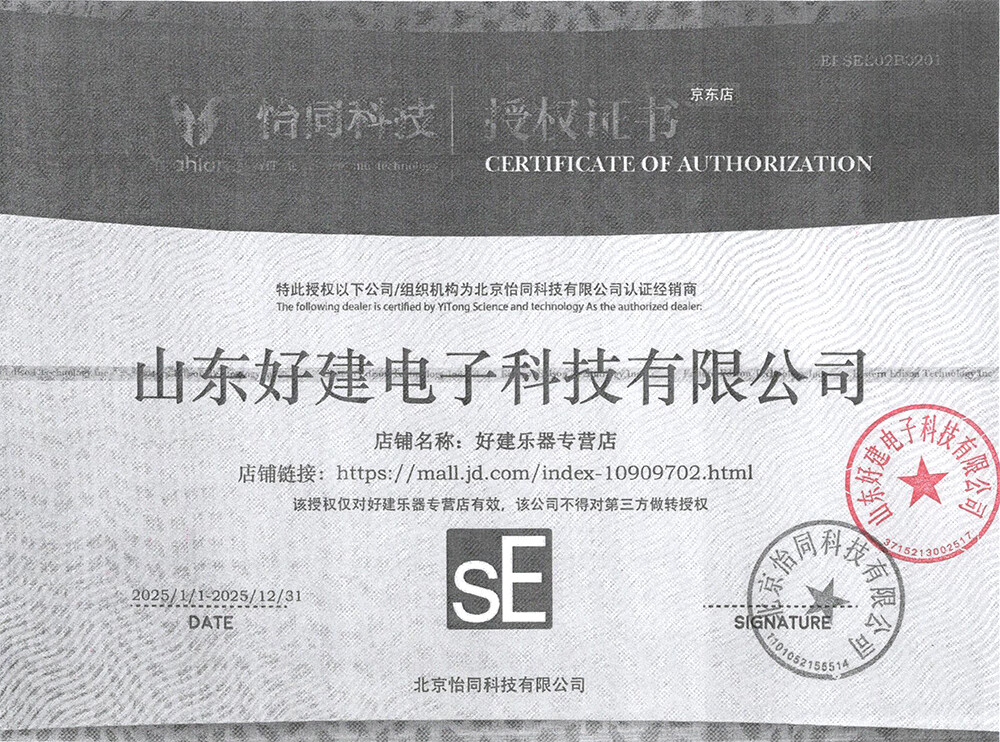 EFSEL02B0201
京东店
怡同科技 授权证书
CERTIFICATE OF AUTHORIZATION
特此授权以下公司/组织机构为北京怡同科技有限公司认证经销商
The following dealer is certified by YiTong Science and technology As the authorized dealer:
山东好建电子科技有限公司
店铺名称：好建乐器专营店
店铺链接：https://mall.jd.com/index-10909702.html
该授权仅对好建乐器专营店有效，该公司不得对第三方做转授权
山东好建电子科技有限公司
3715213002517
SE
2025/1/1-2025/12/31
DATE
SIGNATURE
北京怡同科技有限公司
1101052155514
北京怡同科技有限公司